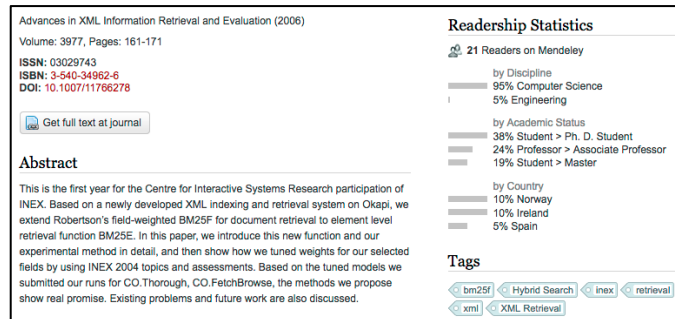 Advances in XML Information Retrieval and Evaluation (2006)
Volume: 3977, Pages: 161-171
ISSN: 03029743
ISBN: 3-540-34962-6
DOI: 10.1007/11766278
Get full text at journal
Abstract
This is the first year for the Centre for Interactive Systems Research participation of
INEX. Based on a newly developed XML indexing and retrieval system on Okapi, we
extend Robertson's field-weighted BM25F for document retrieval to element level
retrieval function BM25E. In this paper, we introduce this new function and our
experimental method in detail, and then show how we tuned weights for our selected
fields by using INEX 2004 topics and assessments. Based on the tuned models we
submitted our runs for CO.Thorough, CO.FetchBrowse, the methods we propose
show real promise. Existing problems and future work are also discussed.
Readership Statistics
21 Readers on Mendeley
by Discipline
95% Computer Science
5% Engineering
by Academic Status
38% Student > Ph. D. Student
24% Professor > Associate Professor
19% Student > Master
by Country
10% Norway
10% Ireland
5% Spain
Tags
bm25f Hybrid Search inex retrieval
xml XML Retrieval